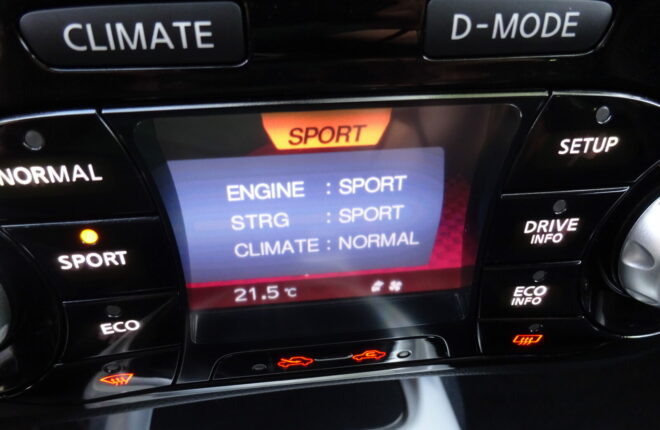 CLIMATE
D-MODE
NORMAL
SPORT
ECO
SPORT
ENGINE : SPORT
STRG : SPORT
CLIMATE : NORMAL
21.5 °C
SETUP
DRIVE
INFO
ECO
INFO